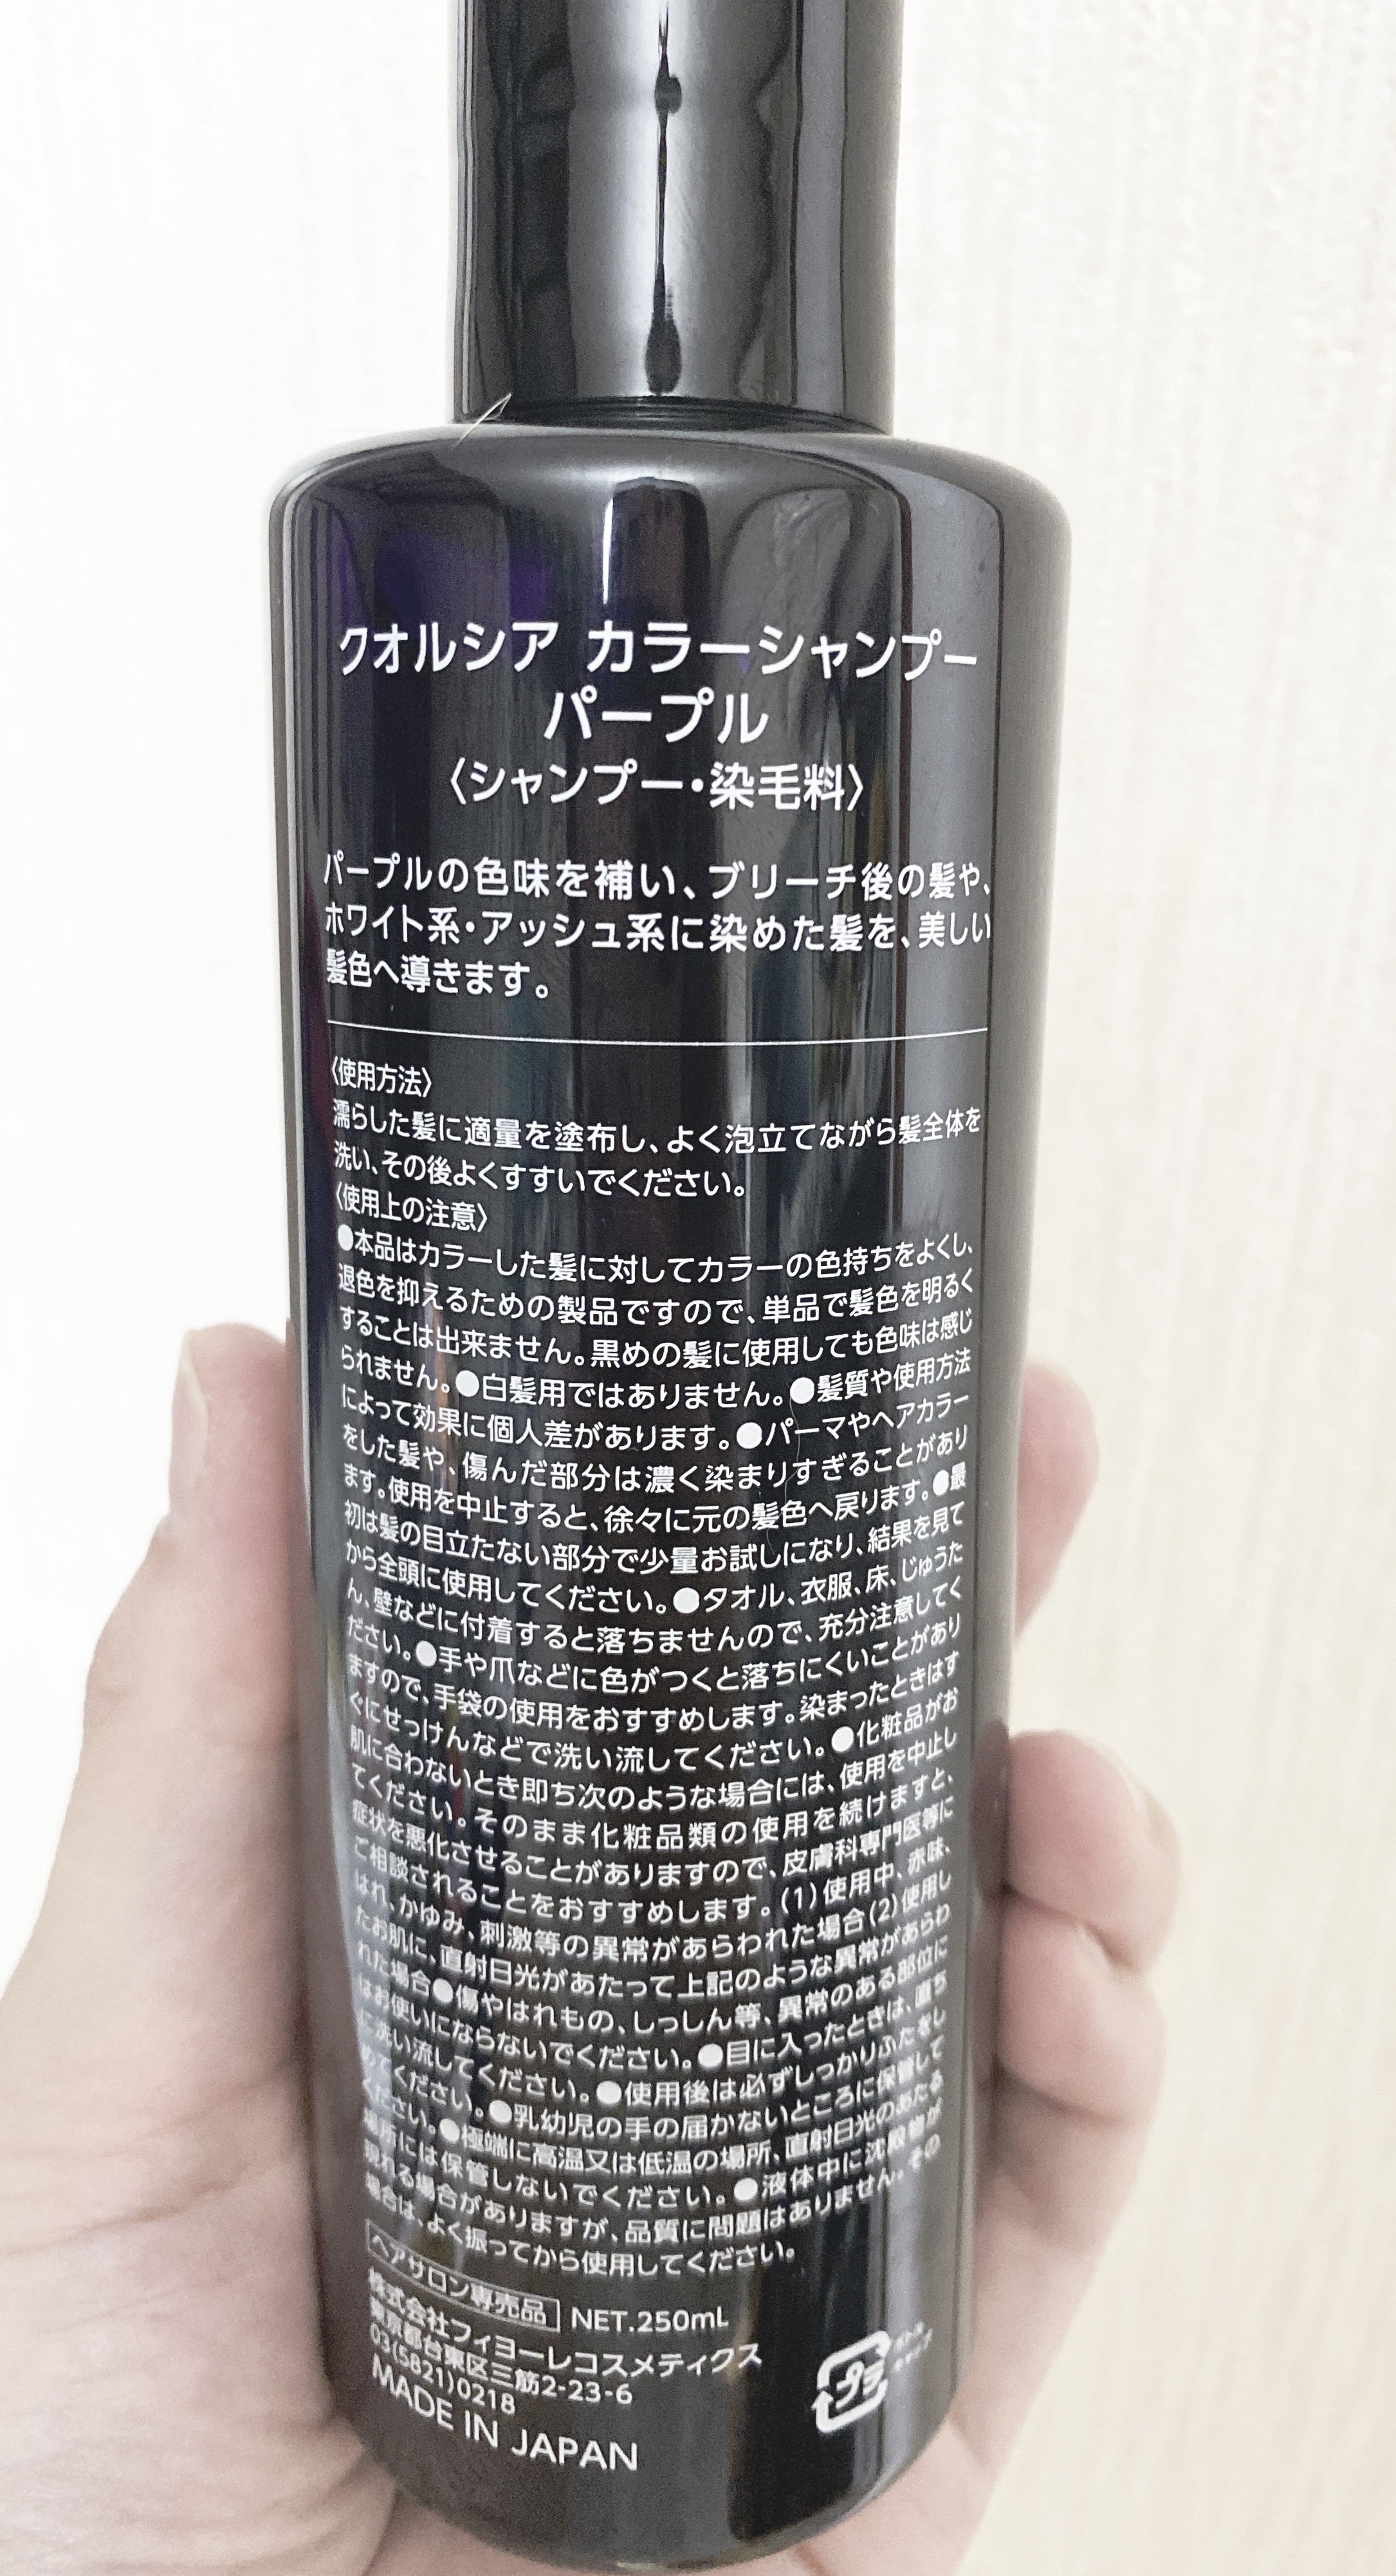 クオルシア カラーシャンプー
パープル
〈シャンプー・染毛料〉
パープルの色味を補い、ブリーチ後の髪や、
ホワイト系・アッシュ系に染めた髪を、美しい
髪色へ導きます。
〈使用方法〉
濡らした髪に適量を塗布し、よく泡立てながら髪全体を
洗い、その後よくすすいでください。
〈使用上の注意〉
●本品はカラーした髪に対してカラーの色持ちをよくし、
退色を抑えるための製品ですので、単品で髪色を明るく
することは出来ません。黒めの髪に使用しても色味は感じ
られません。●白髪用ではありません。●髪質や使用方法
によって効果に個人差があります。●パーマやヘアカラー
をした髪や、傷んだ部分は濃く染まりすぎることがあり
ます。使用を中止すると、徐々に元の髪色へ戻ります。●最
初は髪の目立たない部分で少量お試しになり、結果を見て
から全頭に使用してください。●タオル、衣服、床、じゅうた
ん、壁などに付着すると落ちませんので、充分注意してく
ださい。●手や爪などに色がつくと落ちにくいことがあり
ますので、手袋の使用をおすすめします。染まったときはす
ぐにせっけんなどで洗い流してください。●化粧品がお
肌に合わないとき即ち次のような場合には、使用を中止し
てください。そのまま化粧品類の使用を続けますと、
症状を悪化させることがありますので、皮膚科専門医等に
ご相談されることをおすすめします。(1)使用中、赤味、
はれ、かゆみ、刺激等の異常があらわれた場合(2)使用し
たお肌に、直射日光があたって上記のような異常があらわ
れた場合●傷やはれもの、しっしん等、異常のある部位に
はお使いにならないでください。●目に入ったときは、直ち
に洗い流してください。●使用後は必ずしっかりふたをし
めてください。●乳幼児の手の届かないところに保管して
ください。●極端に高温又は低温の場所、直射日光のあたる
場所には保管しないでください。●液体中に沈殿物が
現れる場合がありますが、品質に問題はありません。その
場合は、よく振ってから使用してください。
ヘアサロン専売品 NET.250mL
株式会社フィヨーレコスメティクス
東京都台東区三筋2-23-6
03(5821)0218
MADE IN JAPAN
プラ